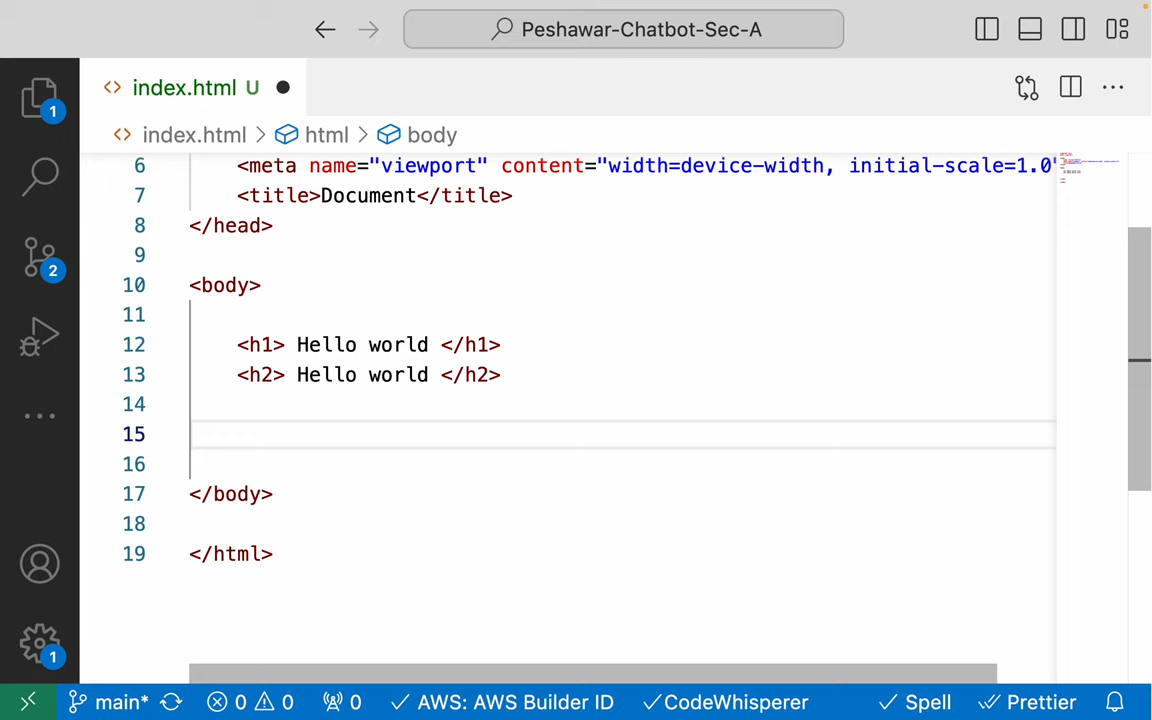 Peshawar-Chatbot-Sec-A
index.html U
1
index.html > html > body
6 <meta name="viewport" content="width=device-width, initial-scale=1.0"
7 <title>Document</title>
8 </head>
9
10 <body>
11
12 <h1> Hello world </h1>
13 <h2> Hello world </h2>
14
15
16
17 </body>
18
19 </html>
2
1
main* 0 0 0 AWS: AWS Builder ID CodeWhisperer Spell Prettier